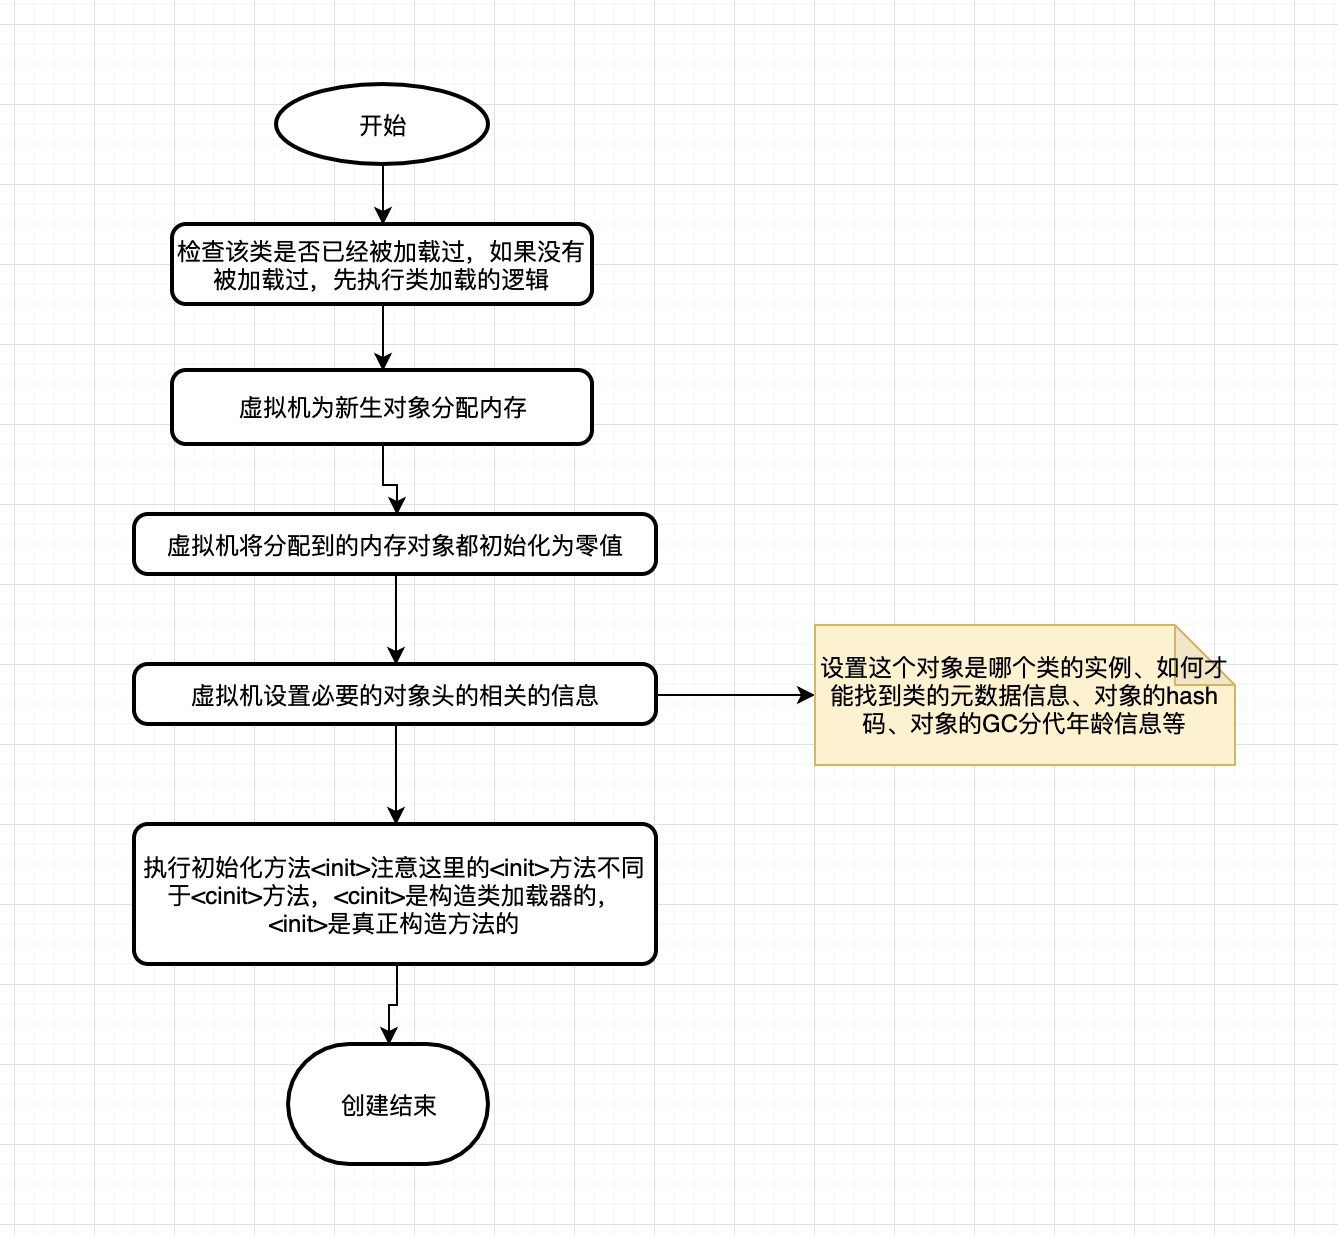 开始
检查该类是否已经被加载过，如果没有
被加载过，先执行类加载的逻辑
虚拟机为新生对象分配内存
虚拟机将分配到的内存对象都初始化为零值
虚拟机设置必要的对象头的相关的信息
设置这个对象是哪个类的实例、如何才
能找到类的元数据信息、对象的hash
码、对象的GC分代年龄信息等
执行初始化方法<init>注意这里的<init>方法不同
于<cinit>方法，<cinit>是构造类加载器的，
<init>是真正构造方法的
创建结束